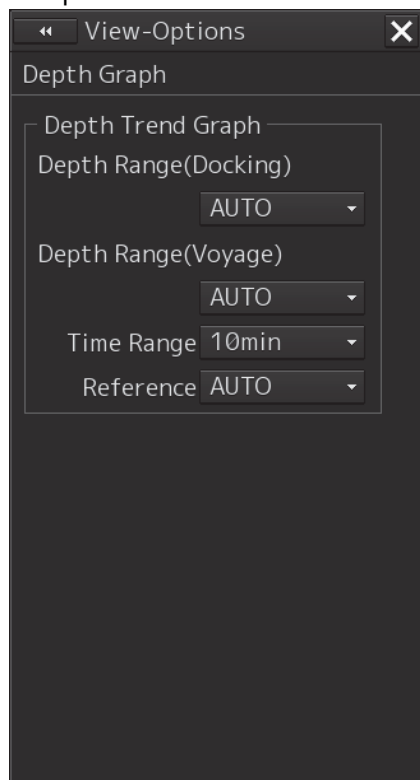 View-Options
Depth Graph
Depth Trend Graph
Depth Range(Docking)
AUTO
Depth Range(Voyage)
AUTO
Time Range 10min
Reference AUTO